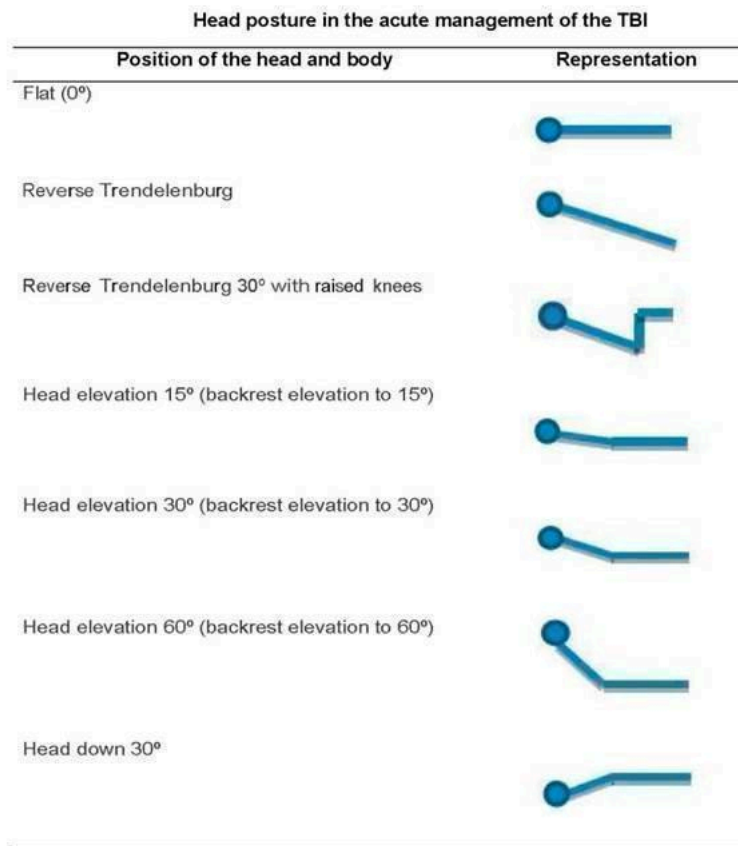 Head posture in the acute management of the TBI
Position of the head and body Representation
Flat (0º)
Reverse Trendelenburg
Reverse Trendelenburg 30º with raised knees
Head elevation 15º (backrest elevation to 15º)
Head elevation 30º (backrest elevation to 30º)
Head elevation 60º (backrest elevation to 60º)
Head down 30º